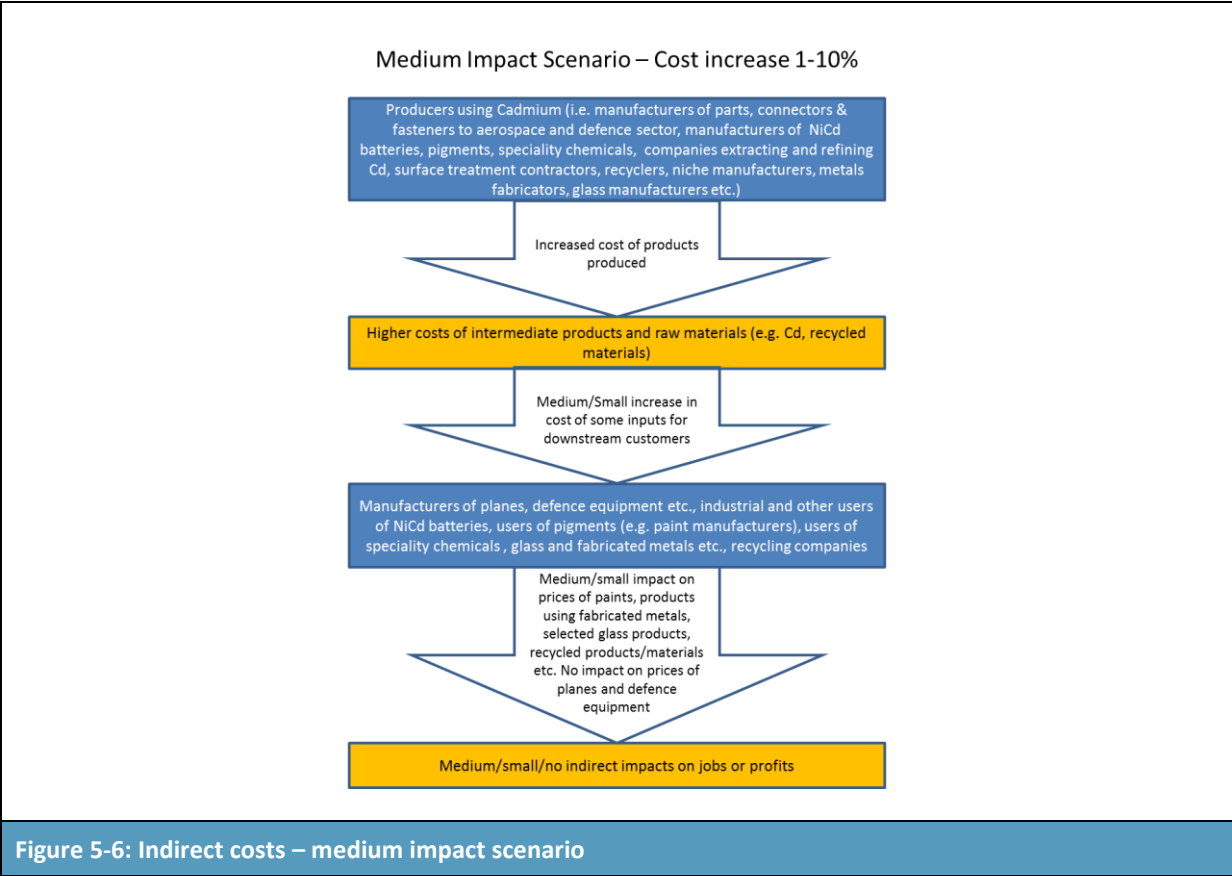 Medium Impact Scenario – Cost increase 1-10%
Producers using Cadmium (i.e. manufacturers of parts, connectors &
fasteners to aerospace and defence sector, manufacturers of NiCd
batteries, pigments, speciality chemicals, companies extracting and refining
Cd, surface treatment contractors, recyclers, niche manufacturers, metals
fabricators, glass manufacturers etc.)
Increased cost of products
produced
Higher costs of intermediate products and raw materials (e.g. Cd, recycled
materials)
Medium/Small increase in
cost of some inputs for
downstream customers
Manufacturers of planes, defence equipment etc., industrial and other users
of NiCd batteries, users of pigments (e.g. paint manufacturers), users of
speciality chemicals , glass and fabricated metals etc., recycling companies
Medium/small impact on
prices of paints, products
using fabricated metals,
selected glass products,
recycled products/materials
etc. No impact on prices of
planes and defence
equipment
Medium/small/no indirect impacts on jobs or profits
Figure 5-6: Indirect costs – medium impact scenario